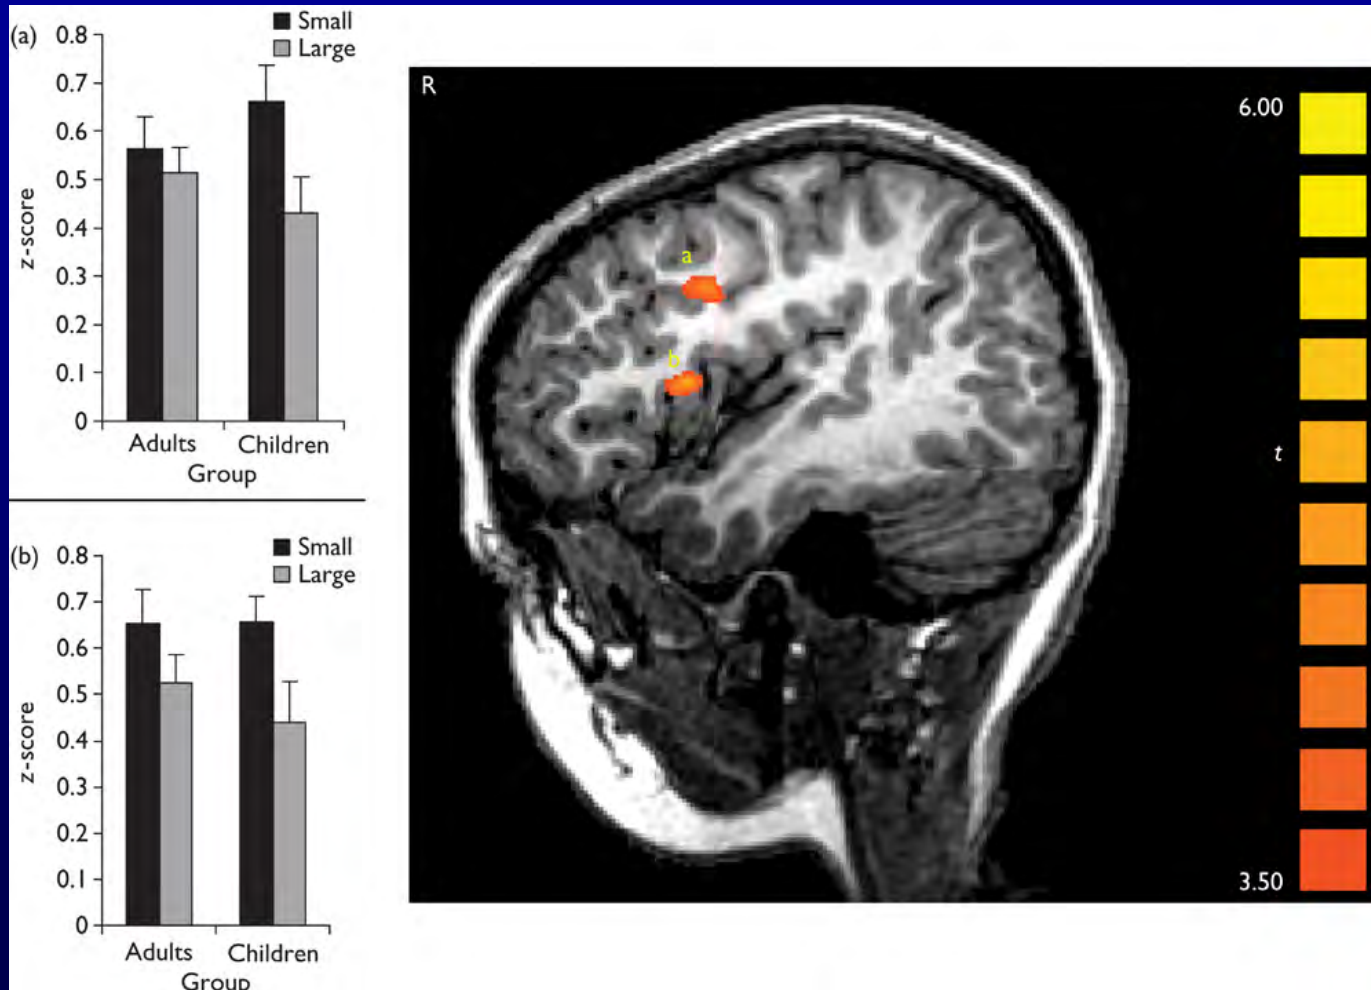 (a)
Small
Large
0.8
0.7
0.6
0.5
0.4
0.3
0.2
0.1
0
z-score
Adults
Children
Group
(b)
Small
Large
0.8
0.7
0.6
0.5
0.4
0.3
0.2
0.1
0
z-score
Adults
Children
Group
R
a
b
6.00
t
3.50